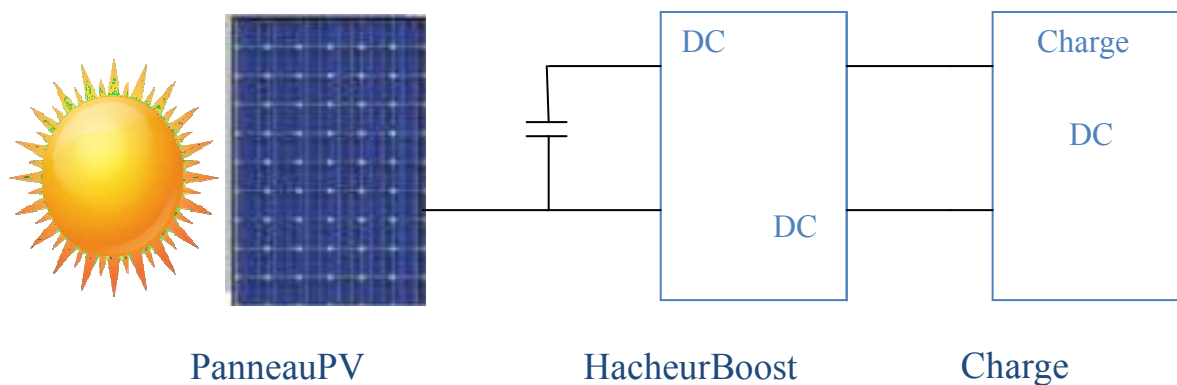 DC
Charge
DC
DC
PanneauPV
HacheurBoost
Charge